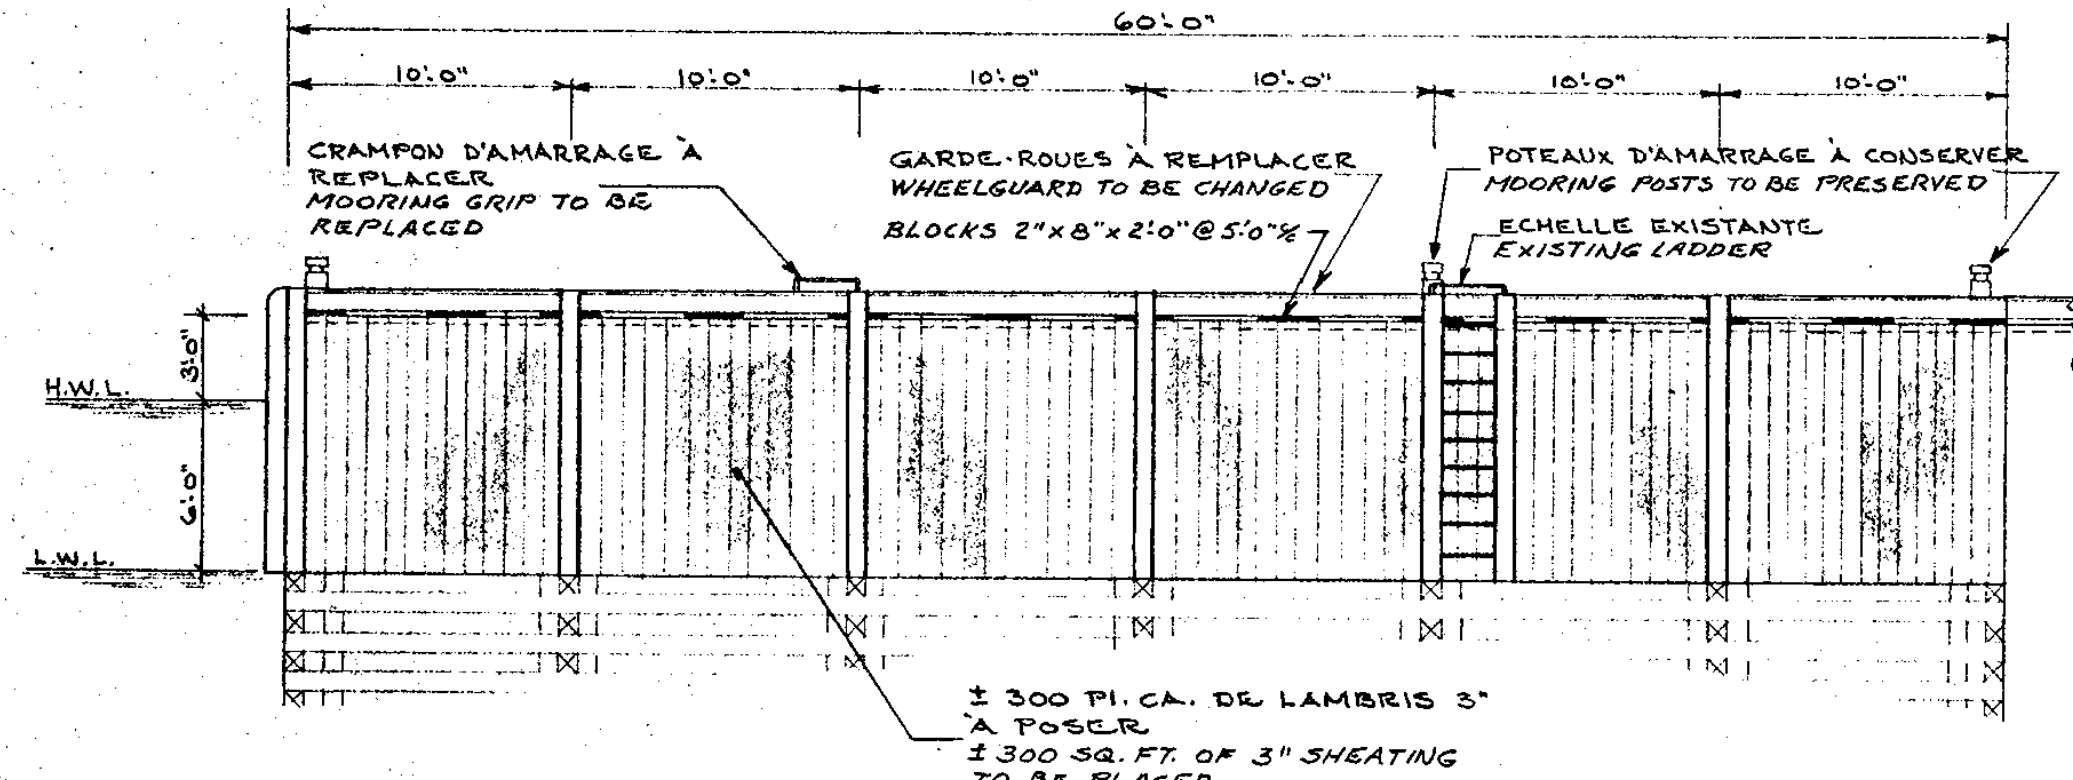 60'-0"
10'-0" 10'-0" 10'-0" 10'-0" 10'-0" 10'-0"
CRAMPON D'AMARRAGE À
REPLACER
MOORING GRIP TO BE
REPLACED
GARDE-ROUES À REMPLACER
WHEELGUARD TO BE CHANGED
BLOCKS 2"x8"x2'-0"@5'-0"c/c
POTEAUX D'AMARRAGE À CONSERVER
MOORING POSTS TO BE PRESERVED
ECHELLE EXISTANTE
EXISTING LADDER
3'-0"
H.W.L.
6'-0"
L.W.L.
± 300 PI. CA. DE LAMBRIS 3"
À POSER
± 300 SQ. FT. OF 3" SHEATING
TO BE PLACED